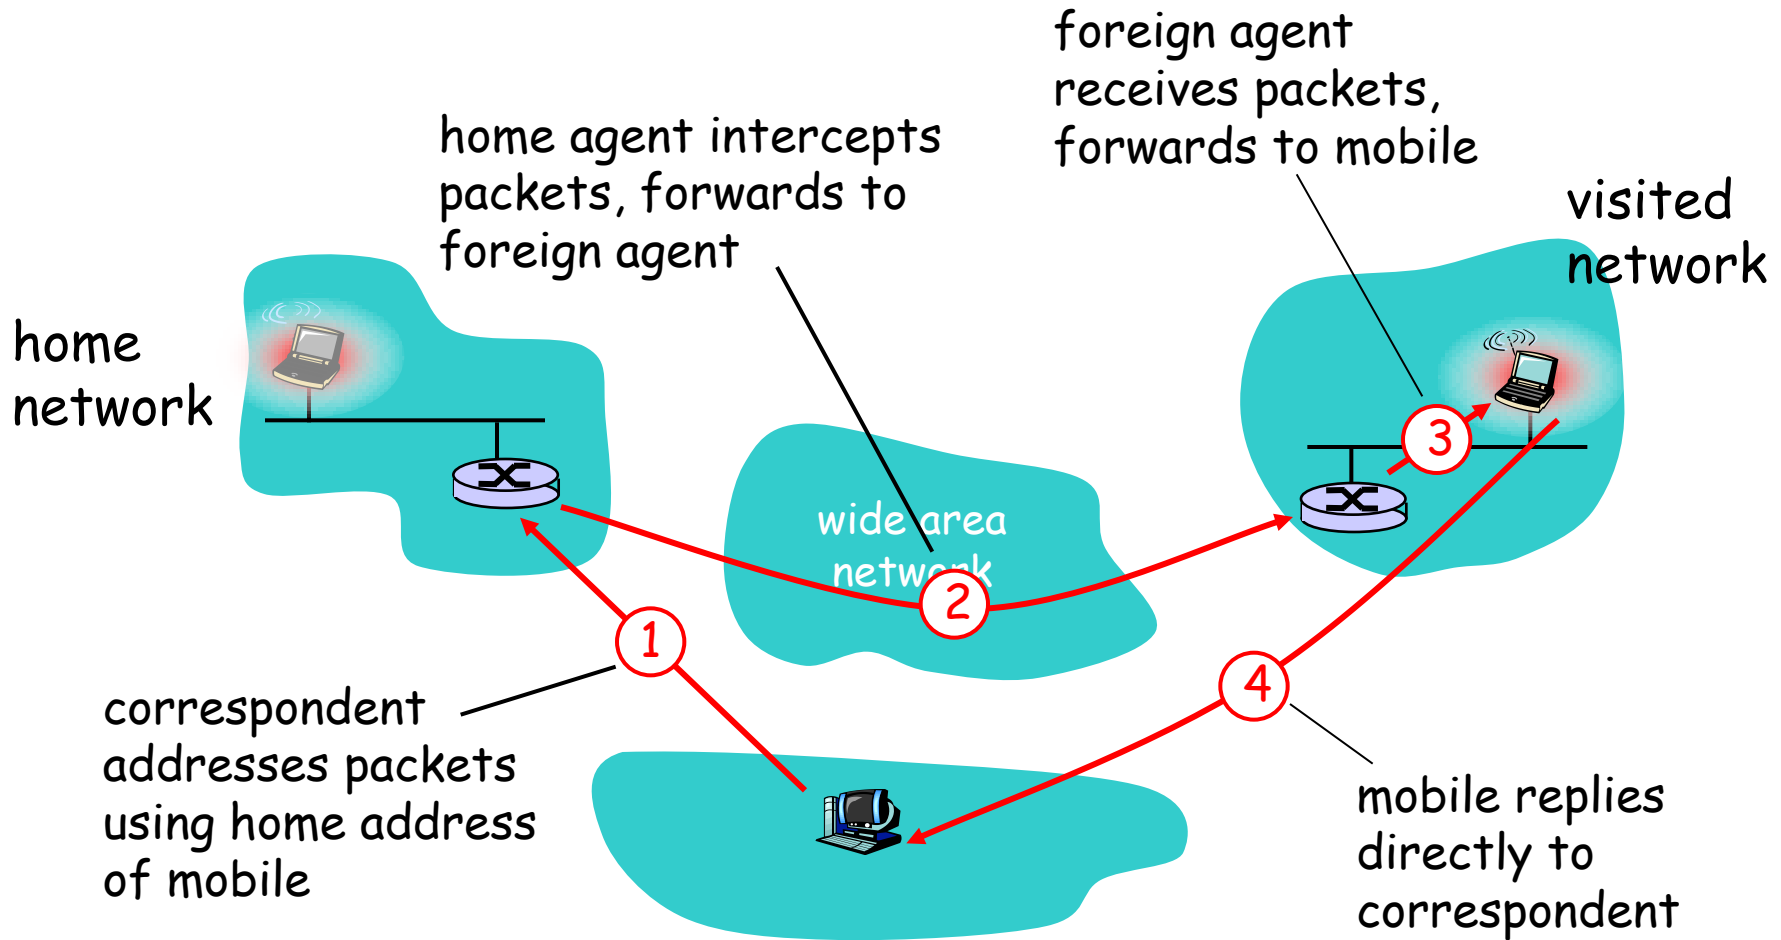 foreign agent
receives packets,
forwards to mobile
home agent intercepts
packets, forwards to
foreign agent
visited
network
home
network
wide area
network
3
2
1
4
correspondent
addresses packets
using home address
of mobile
mobile replies
directly to
correspondent